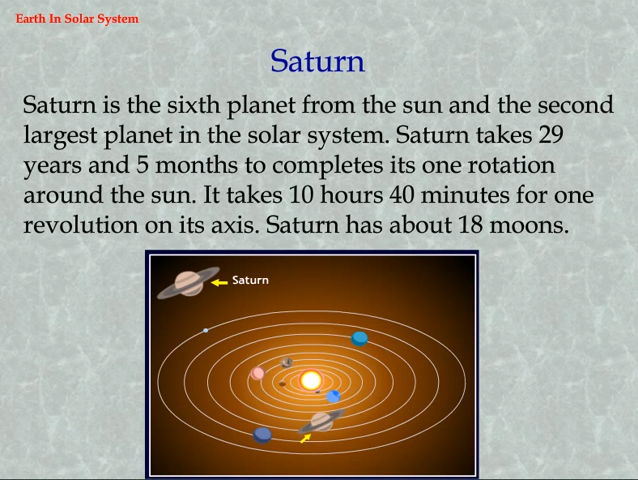 Earth In Solar System
Saturn
Saturn is the sixth planet from the sun and the second
largest planet in the solar system. Saturn takes 29
years and 5 months to completes its one rotation
around the sun. It takes 10 hours 40 minutes for one
revolution on its axis. Saturn has about 18 moons.
Saturn